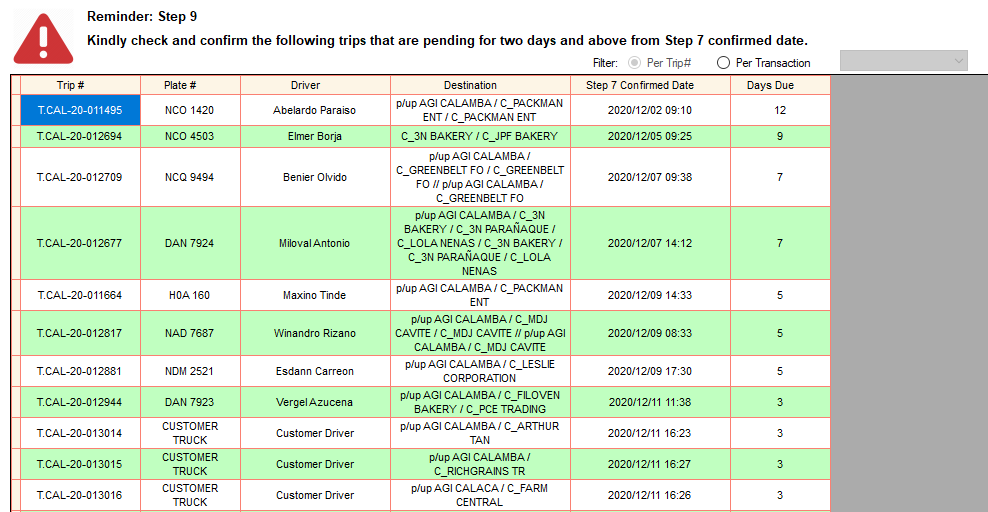 Reminder: Step 9
Kindly check and confirm the following trips that are pending for two days and above from Step 7 confirmed date.
Filter: Per Trip# Per Transaction
Trip # Plate # Driver Destination Step 7 Confirmed Date Days Due
T.CAL-20-011495 NCO 1420 Abelardo Paraiso p/up AGI CALAMBA / C_PACKMAN
ENT / C_PACKMAN ENT 2020/12/02 09:10 12
T.CAL-20-012694 NCO 4503 Elmer Borja C_3N BAKERY / C_JPF BAKERY 2020/12/05 09:25 9
T.CAL-20-012709 NCQ 9494 Benier Olvido p/up AGI CALAMBA /
C_GREENBELT FO / C_GREENBELT
FO // p/up AGI CALAMBA /
C_GREENBELT FO 2020/12/07 09:38 7
T.CAL-20-012677 DAN 7924 Miloval Antonio p/up AGI CALAMBA / C_3N
BAKERY / C_3N PARAÑAQUE /
C_LOLA NENAS / C_3N BAKERY /
C_3N PARAÑAQUE / C_LOLA
NENAS 2020/12/07 14:12 7
T.CAL-20-011664 H0A 160 Maxino Tinde p/up AGI CALAMBA / C_PACKMAN
ENT 2020/12/09 14:33 5
T.CAL-20-012817 NAD 7687 Winandro Rizano p/up AGI CALAMBA / C_MDJ
CAVITE / C_MDJ CAVITE // p/up AGI
CALAMBA / C_MDJ CAVITE 2020/12/09 08:33 5
T.CAL-20-012881 NDM 2521 Esdann Carreon p/up AGI CALAMBA / C_LESLIE
CORPORATION 2020/12/09 17:30 5
T.CAL-20-012944 DAN 7923 Vergel Azucena p/up AGI CALAMBA / C_FILOVEN
BAKERY / C_PCE TRADING 2020/12/11 11:38 3
T.CAL-20-013014 CUSTOMER
TRUCK Customer Driver p/up AGI CALAMBA / C_ARTHUR
TAN 2020/12/11 16:23 3
T.CAL-20-013015 CUSTOMER
TRUCK Customer Driver p/up AGI CALAMBA /
C_RICHGRAINS TR 2020/12/11 16:27 3
T.CAL-20-013016 CUSTOMER
TRUCK Customer Driver p/up AGI CALACA / C_FARM
CENTRAL 2020/12/11 16:26 3